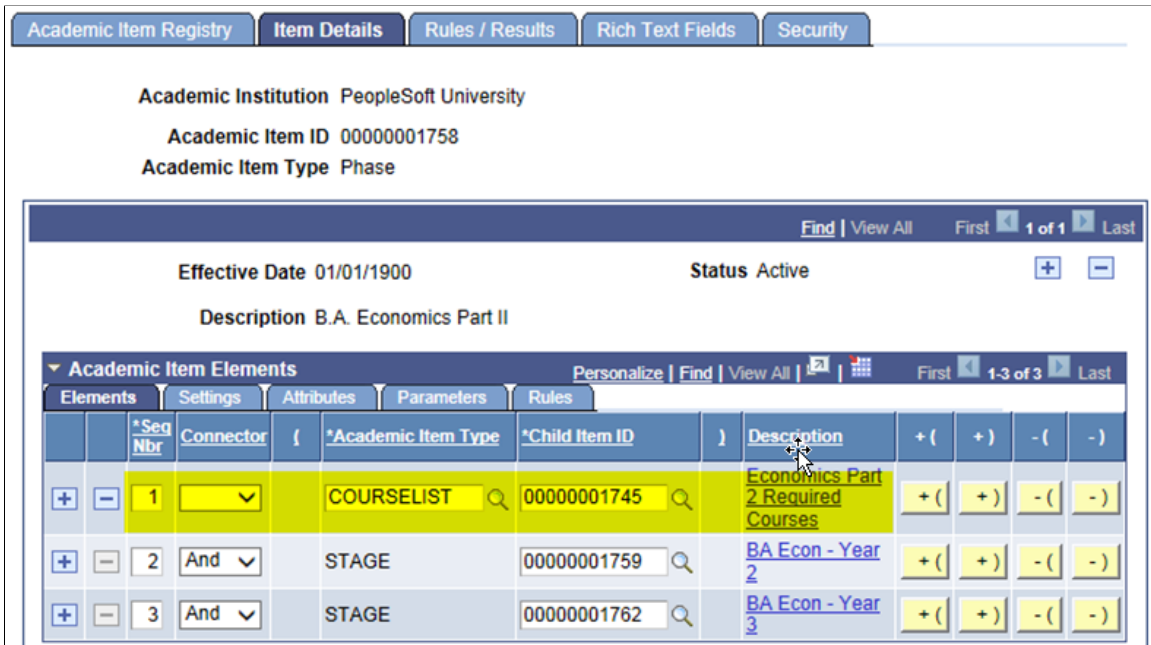 Academic Item Registry Item Details Rules / Results Rich Text Fields Security
Academic Institution PeopleSoft University
Academic Item ID 00000001758
Academic Item Type Phase
Find | View All First 1 of 1 Last
Effective Date 01/01/1900 Status Active + −
Description B.A. Economics Part II
Academic Item Elements Personalize | Find | View All | | First 1-3 of 3 Last
Elements Settings Attributes Parameters Rules
*Seq Nbr Connector ( *Academic Item Type *Child Item ID ) Description + ( + ) - ( - )
+ − 1 COURSELIST 00000001745 Economics Part 2 Required Courses + ( + ) - ( - )
+ − 2 And STAGE 00000001759 BA Econ - Year 2 + ( + ) - ( - )
+ − 3 And STAGE 00000001762 BA Econ - Year 3 + ( + ) - ( - )